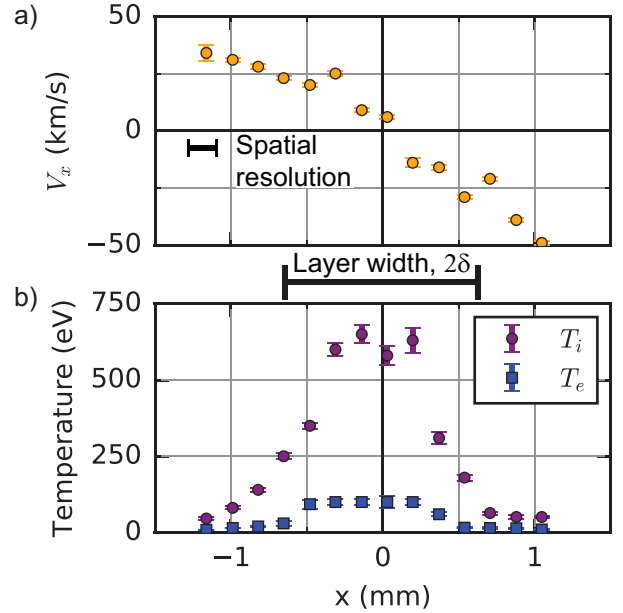 a)
50
0
−50
V_x (km/s)
Spatial
resolution
Layer width, 2δ
b)
750
500
250
0
Temperature (eV)
T_i
T_e
−1
0
1
x (mm)